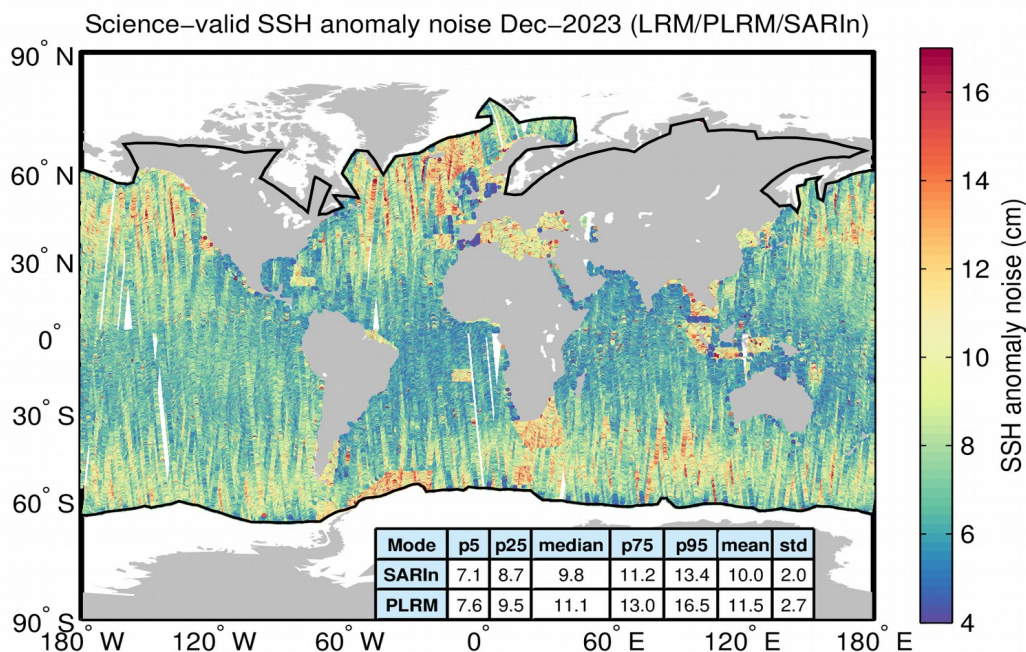 Science−valid SSH anomaly noise Dec−2023 (LRM/PLRM/SARIn)
90° N
60° N
30° N
0°
30° S
60° S
90° S
180° W
120° W
60° W
0°
60° E
120° E
180° E
Mode p5 p25 median p75 p95 mean std
SARIn 7.1 8.7 9.8 11.2 13.4 10.0 2.0
PLRM 7.6 9.5 11.1 13.0 16.5 11.5 2.7
16
14
12
10
8
6
4
SSH anomaly noise (cm)